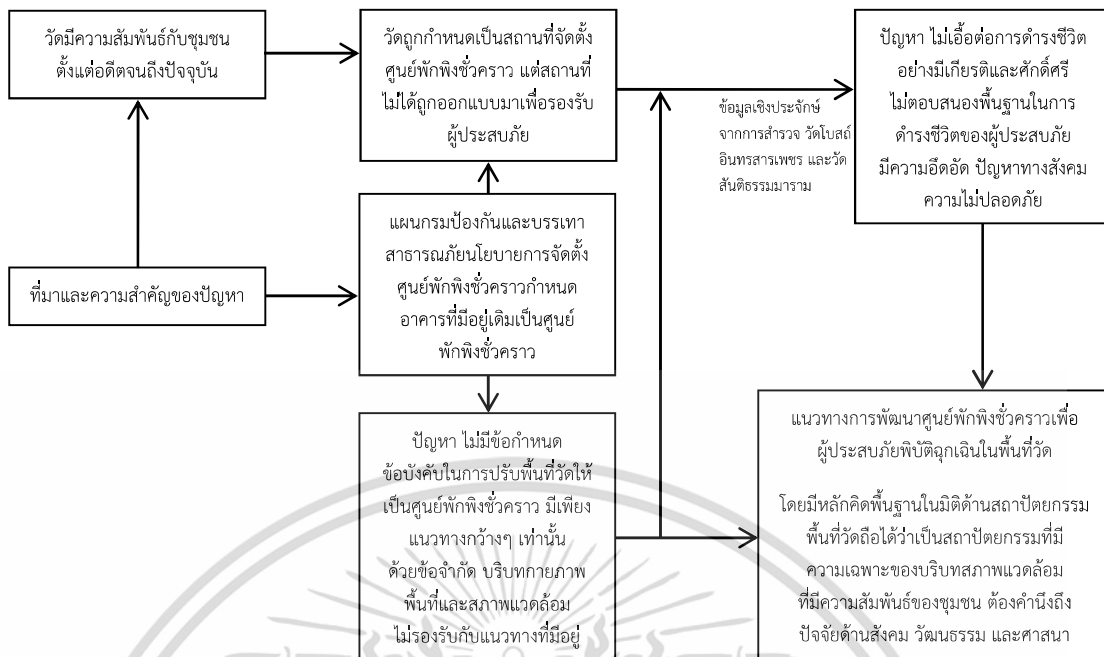 วัดมีความสัมพันธ์กับชุมชน
ตั้งแต่อดีตจนถึงปัจจุบัน
วัดถูกกำหนดเป็นสถานที่จัดตั้ง
ศูนย์พักพิงชั่วคราว แต่สถานที่
ไม่ได้ถูกออกแบบมาเพื่อรองรับ
ผู้ประสบภัย
ข้อมูลเชิงประจักษ์
จากการสำรวจ วัดโบสถ์
อินทรสารเพชร และวัด
สันติธรรมมาราม
ปัญหา ไม่เอื้อต่อการดำรงชีวิต
อย่างมีเกียรติและศักดิ์ศรี
ไม่ตอบสนองพื้นฐานในการ
ดำรงชีวิตของผู้ประสบภัย
มีความอึดอัด ปัญหาทางสังคม
ความไม่ปลอดภัย
ที่มาและความสำคัญของปัญหา
แผนกรมป้องกันและบรรเทา
สาธารณภัยนโยบายการจัดตั้ง
ศูนย์พักพิงชั่วคราวกำหนด
อาคารที่มีอยู่เดิมเป็นศูนย์
พักพิงชั่วคราว
ปัญหา ไม่มีข้อกำหนด
ข้อบังคับในการปรับพื้นที่วัดให้
เป็นศูนย์พักพิงชั่วคราว มีเพียง
แนวทางกว้างๆ เท่านั้น
ด้วยข้อจำกัด บริบทกายภาพ
พื้นที่และสภาพแวดล้อม
ไม่รองรับกับแนวทางที่มีอยู่
แนวทางการพัฒนาศูนย์พักพิงชั่วคราวเพื่อ
ผู้ประสบภัยพิบัติฉุกเฉินในพื้นที่วัด
โดยมีหลักคิดพื้นฐานในมิติด้านสถาปัตยกรรม
พื้นที่วัดถือได้ว่าเป็นสถาปัตยกรรมที่มี
ความเฉพาะของบริบทสภาพแวดล้อม
ที่มีความสัมพันธ์ของชุมชน ต้องคำนึงถึง
ปัจจัยด้านสังคม วัฒนธรรม และศาสนา